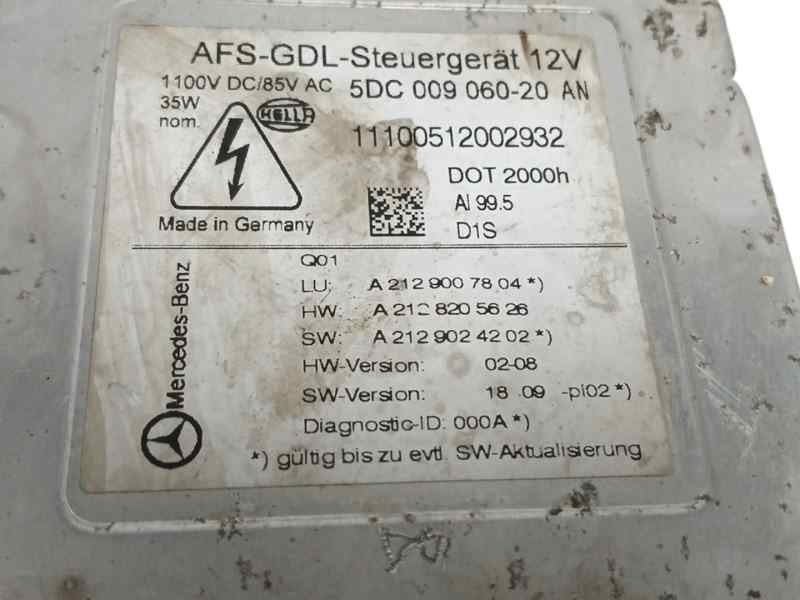 AFS-GDL-Steuergerät 12V
1100V DC/85V AC 5DC 009 060-20 AN
35W
nom.
HELLA
11100512002932
DOT 2000h
Al 99.5
D1S
Made in Germany
Mercedes-Benz
Q01
LU: A 212 900 78 04 *)
HW: A 212 820 56 26
SW: A 212 902 42 02 *)
HW-Version: 02-08
SW-Version: 18 09 -pi02 *)
Diagnostic-ID: 000A *)
*) gültig bis zu evtl. SW-Aktualisierung